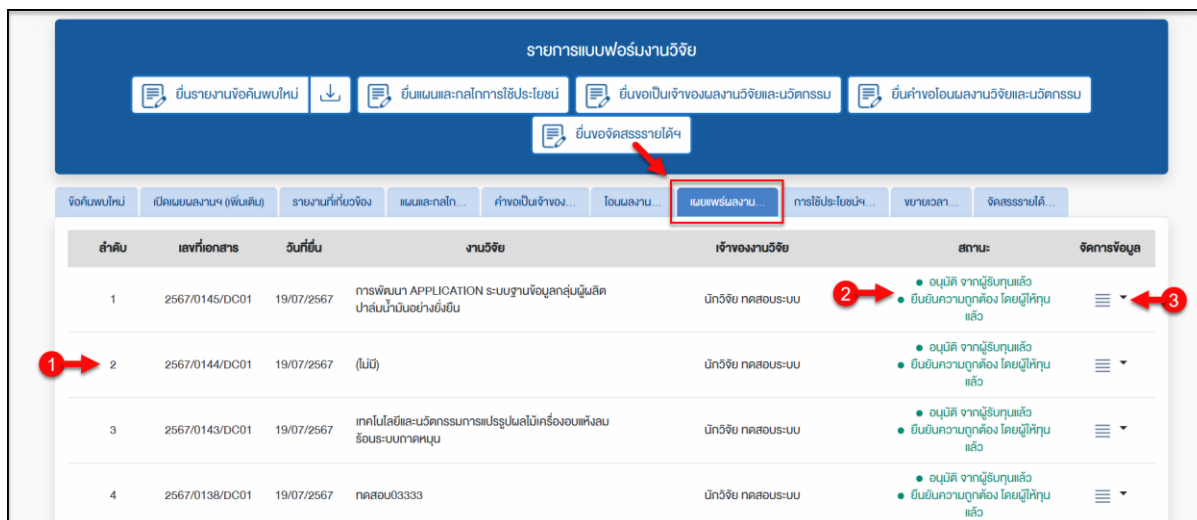 รายการแบบฟอร์มงานวิจัย
ยื่นรายงานข้อค้นพบใหม่ ยื่นแผนและกลไกการใช้ประโยชน์ ยื่นขอเป็นเจ้าของผลงานวิจัยและนวัตกรรม ยื่นคำขอโอนผลงานวิจัยและนวัตกรรม
ยื่นขอจัดสรรรายได้ฯ
ข้อค้นพบใหม่ เปิดเผยผลงานฯ (เพิ่มเติม) รายงานที่เกี่ยวข้อง แผนและกลไก... คำขอเป็นเจ้าของ... โอนผลงาน... เผยแพร่ผลงาน... การใช้ประโยชน์ฯ... ขยายเวลา... จัดสรรรายได้...
ลำดับ เลขที่เอกสาร วันที่ยื่น งานวิจัย เจ้าของงานวิจัย สถานะ จัดการข้อมูล
1 2567/0145/DC01 19/07/2567 การพัฒนา APPLICATION ระบบฐานข้อมูลกลุ่มผู้ผลิต
ปาล์มน้ำมันอย่างยั่งยืน นักวิจัย ทดสอบระบบ 2 • อนุมัติ จากผู้รับทุนแล้ว
• ยืนยันความถูกต้อง โดยผู้ให้ทุน
แล้ว 3
1 2 2567/0144/DC01 19/07/2567 (ไม่มี) นักวิจัย ทดสอบระบบ • อนุมัติ จากผู้รับทุนแล้ว
• ยืนยันความถูกต้อง โดยผู้ให้ทุน
แล้ว
3 2567/0143/DC01 19/07/2567 เทคโนโลยีและนวัตกรรมการแปรรูปผลไม้เครื่องอบแห้งลม
ร้อนระบบถาดหมุน นักวิจัย ทดสอบระบบ • อนุมัติ จากผู้รับทุนแล้ว
• ยืนยันความถูกต้อง โดยผู้ให้ทุน
แล้ว
4 2567/0138/DC01 19/07/2567 ทดสอบ03333 นักวิจัย ทดสอบระบบ • อนุมัติ จากผู้รับทุนแล้ว
• ยืนยันความถูกต้อง โดยผู้ให้ทุน
แล้ว